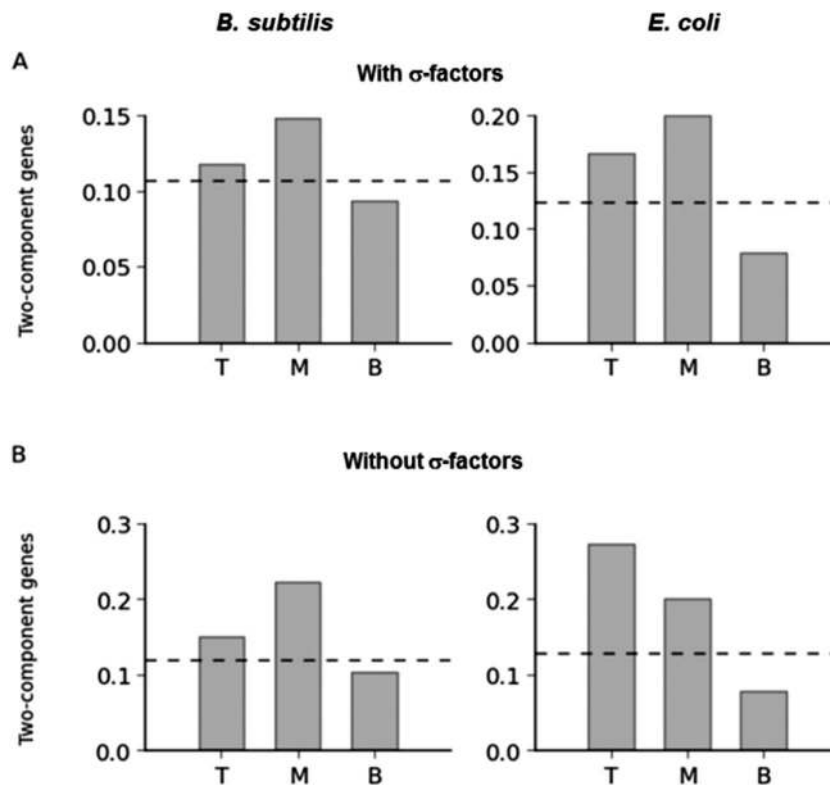 B. subtilis E. coli
A
With σ-factors
Two-component genes
0.15 0.20
0.10 0.15
0.05 0.10
0.00 0.05
0.00
T M B T M B
B
Without σ-factors
Two-component genes
0.3 0.3
0.2 0.2
0.1 0.1
0.0 0.0
T M B T M B